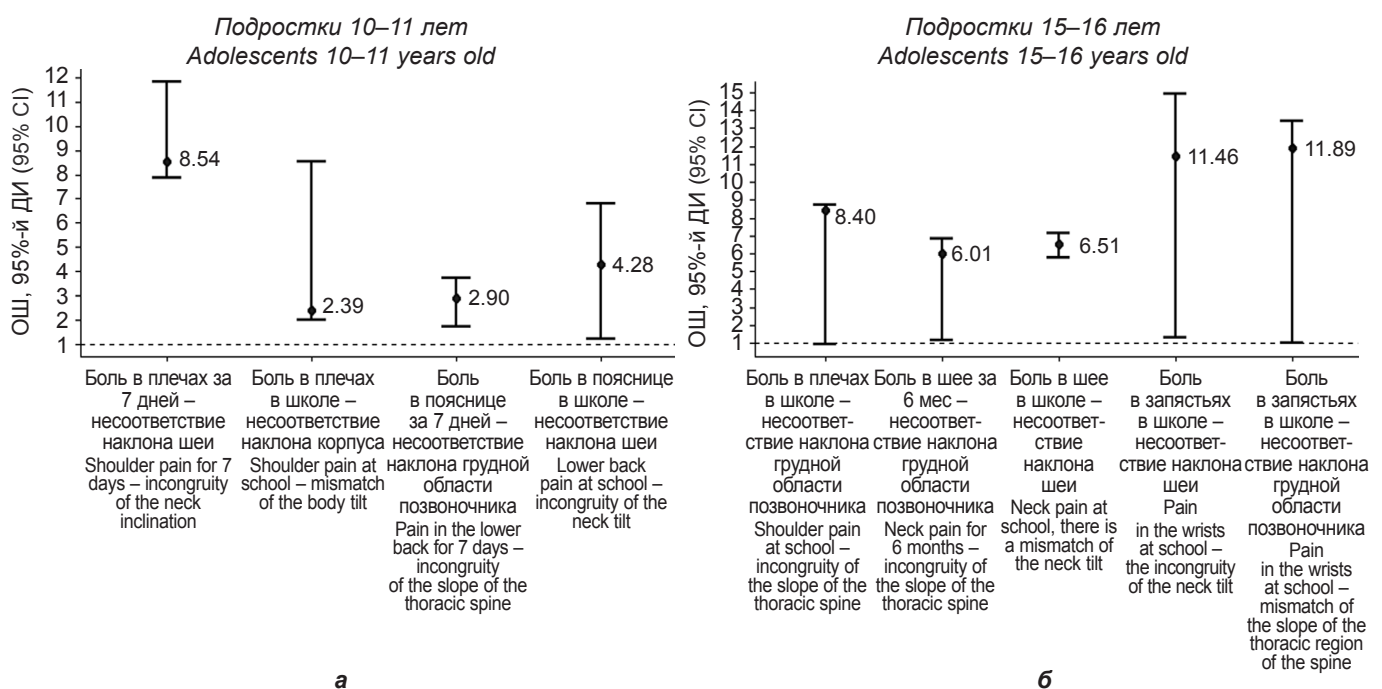 Подростки 10–11 лет
Adolescents 10–11 years old
ОШ, 95%-й ДИ (95% CI)
12
11
10
9
8
7
6
5
4
3
2
1
8.54
2.39
2.90
4.28
Боль в плечах за
7 дней –
несоответствие
наклона шеи
Shoulder pain for 7
days – incongruity
of the neck
inclination
Боль в плечах
в школе –
несоответствие
наклона корпуса
Shoulder pain at
school – mismatch
of the body tilt
Боль
в пояснице
за 7 дней –
несоответствие
наклона грудной
области
позвоночника
Pain in the lower
back for 7 days –
incongruity
of the slope of the
thoracic spine
Боль в пояснице
в школе –
несоответствие
наклона шеи
Lower back
pain at school –
incongruity of the
neck tilt
а
Подростки 15–16 лет
Adolescents 15–16 years old
ОШ, 95%-й ДИ (95% CI)
15
14
13
12
11
10
9
8
7
6
5
4
3
2
1
8.40
6.01
6.51
11.46
11.89
Боль в плечах
в школе –
несоответ-
ствие наклона
грудной
области
позвоночника
Shoulder pain
at school –
incongruity of
the slope of the
thoracic spine
Боль в шее за
6 мес –
несоответ-
ствие наклона
грудной
области
позвоночника
Neck pain for
6 months –
incongruity of
the slope of the
thoracic spine
Боль в шее
в школе –
несоответ-
ствие
наклона
шеи
Neck pain at
school, there is
a mismatch of
the neck tilt
Боль
в запястьях
в школе –
несоответ-
ствие наклона
шеи
Pain
in the wrists
at school –
the incongruity
of the neck tilt
Боль
в запястьях
в школе –
несоответ-
ствие наклона
грудной
области
позвоночника
Pain
in the wrists
at school –
mismatch of
the slope of the
thoracic region
of the spine
б